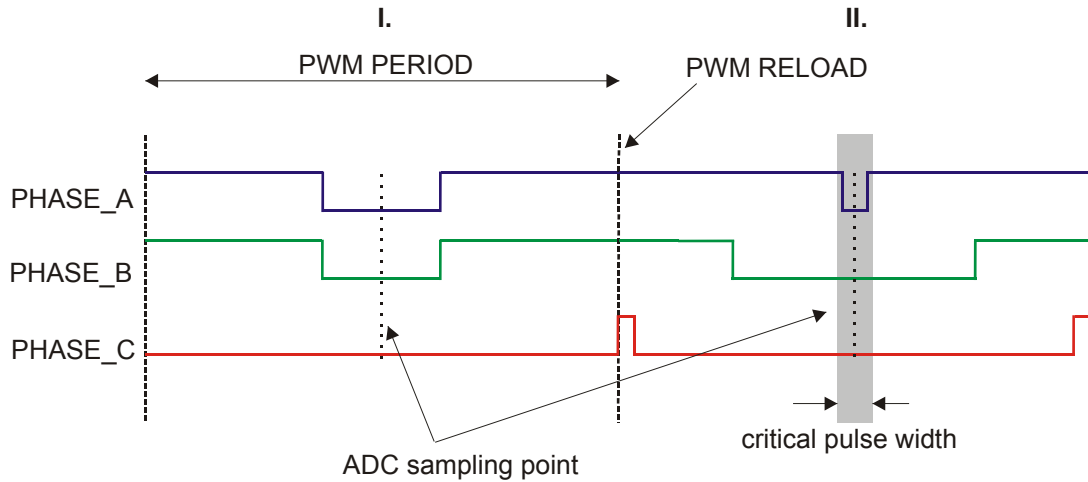 I.
II.
PWM PERIOD
PWM RELOAD
PHASE_A
PHASE_B
PHASE_C
critical pulse width
ADC sampling point